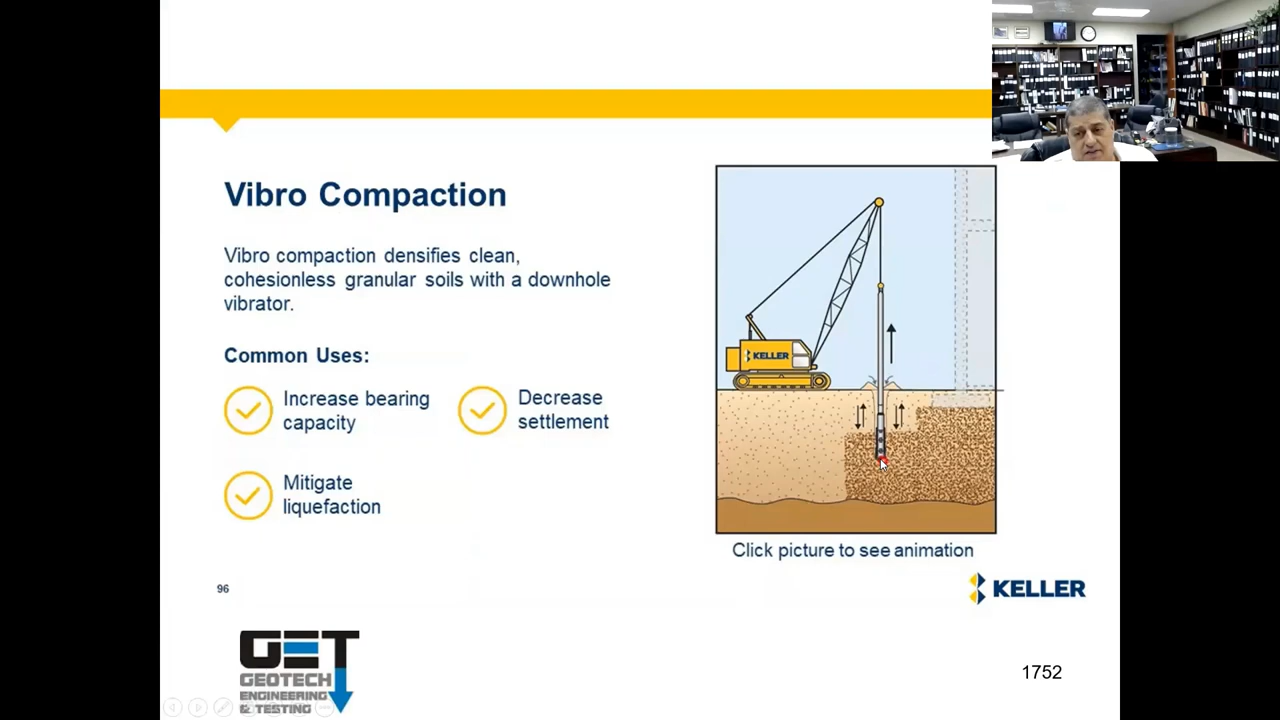 Vibro Compaction
Vibro compaction densifies clean,
cohesionless granular soils with a downhole
vibrator.
Common Uses:
Increase bearing
capacity
Decrease
settlement
Mitigate
liquefaction
KELLER
Click picture to see animation
96
KELLER
GET
GEOTECH
ENGINEERING
& TESTING
1752